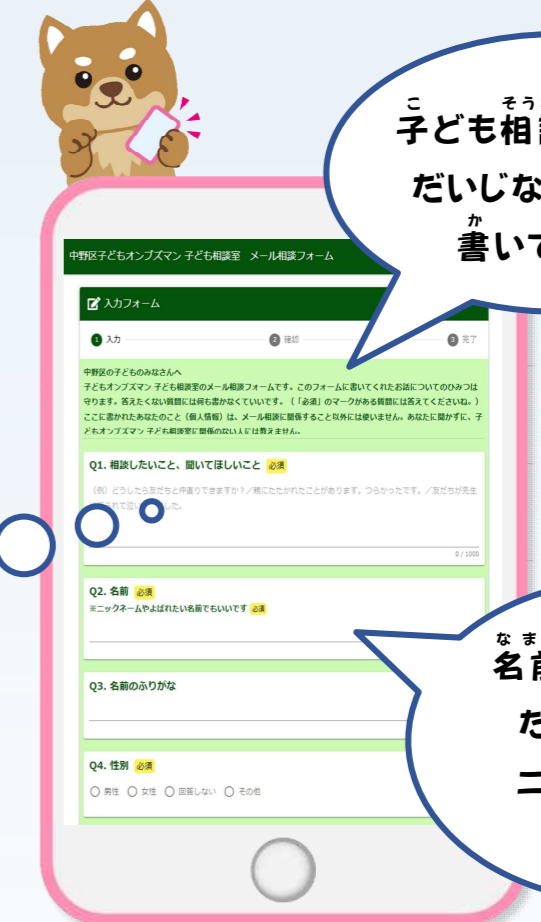 こ そう
子ども相
だいじな
か
書いて
中野区子どもオンブズマン 子ども相談室 メール相談フォーム
入力フォーム
1 入力
2 確認
3 完了
中野区の子どものみなさんへ
子どもオンブズマン 子ども相談室のメール相談フォームです。このフォームに書いてくれたお話についてのひみつは
守ります。答えたくない質問には何も書かなくていいです。（「必須」のマークがある質問には答えてくださいね。）
ここに書かれたあなたのこと（個人情報）は、メール相談に関係すること以外には使いません。あなたに聞かずに、子
どもオンブズマン 子ども相談室に関係のない人には教えません。
Q1. 相談したいこと、聞いてほしいこと 必須
（例）どうしたら友だちと仲直りできますか？／親にたたかれたことがあります。つらかったです。／友だちが先生
れて泣い した。
0 / 1000
Q2. 名前 必須
※ニックネームやよばれたい名前でもいいです 必須
Q3. 名前のふりがな
Q4. 性別 必須
男性 女性 回答しない その他
なま
名前
だ
ニ